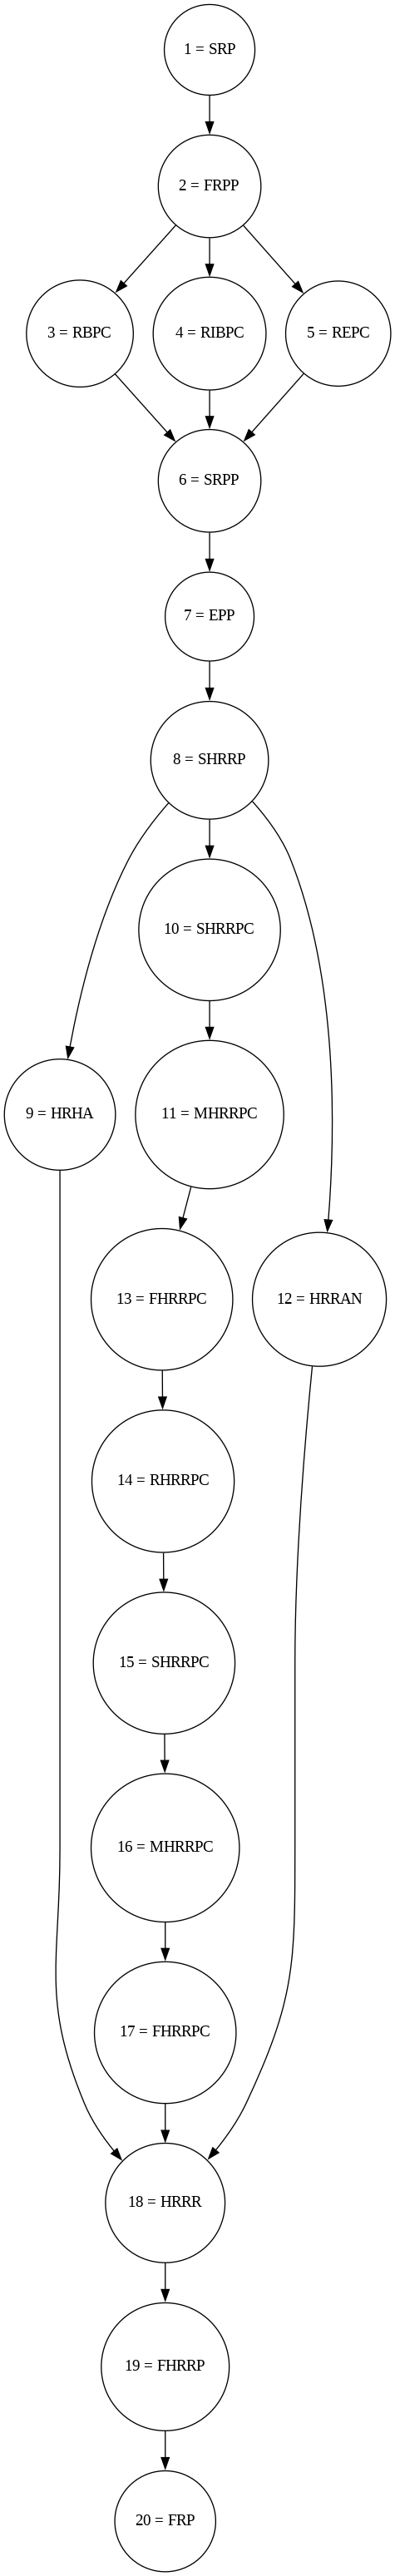 1 = SRP
2 = FRPP
3 = RBPC
4 = RIBPC
5 = REPC
6 = SRPP
7 = EPP
8 = SHRRP
10 = SHRRPC
9 = HRHA
11 = MHRRPC
13 = FHRRPC
12 = HRRAN
14 = RHRRPC
15 = SHRRPC
16 = MHRRPC
17 = FHRRPC
18 = HRRR
19 = FHRRP
20 = FRP